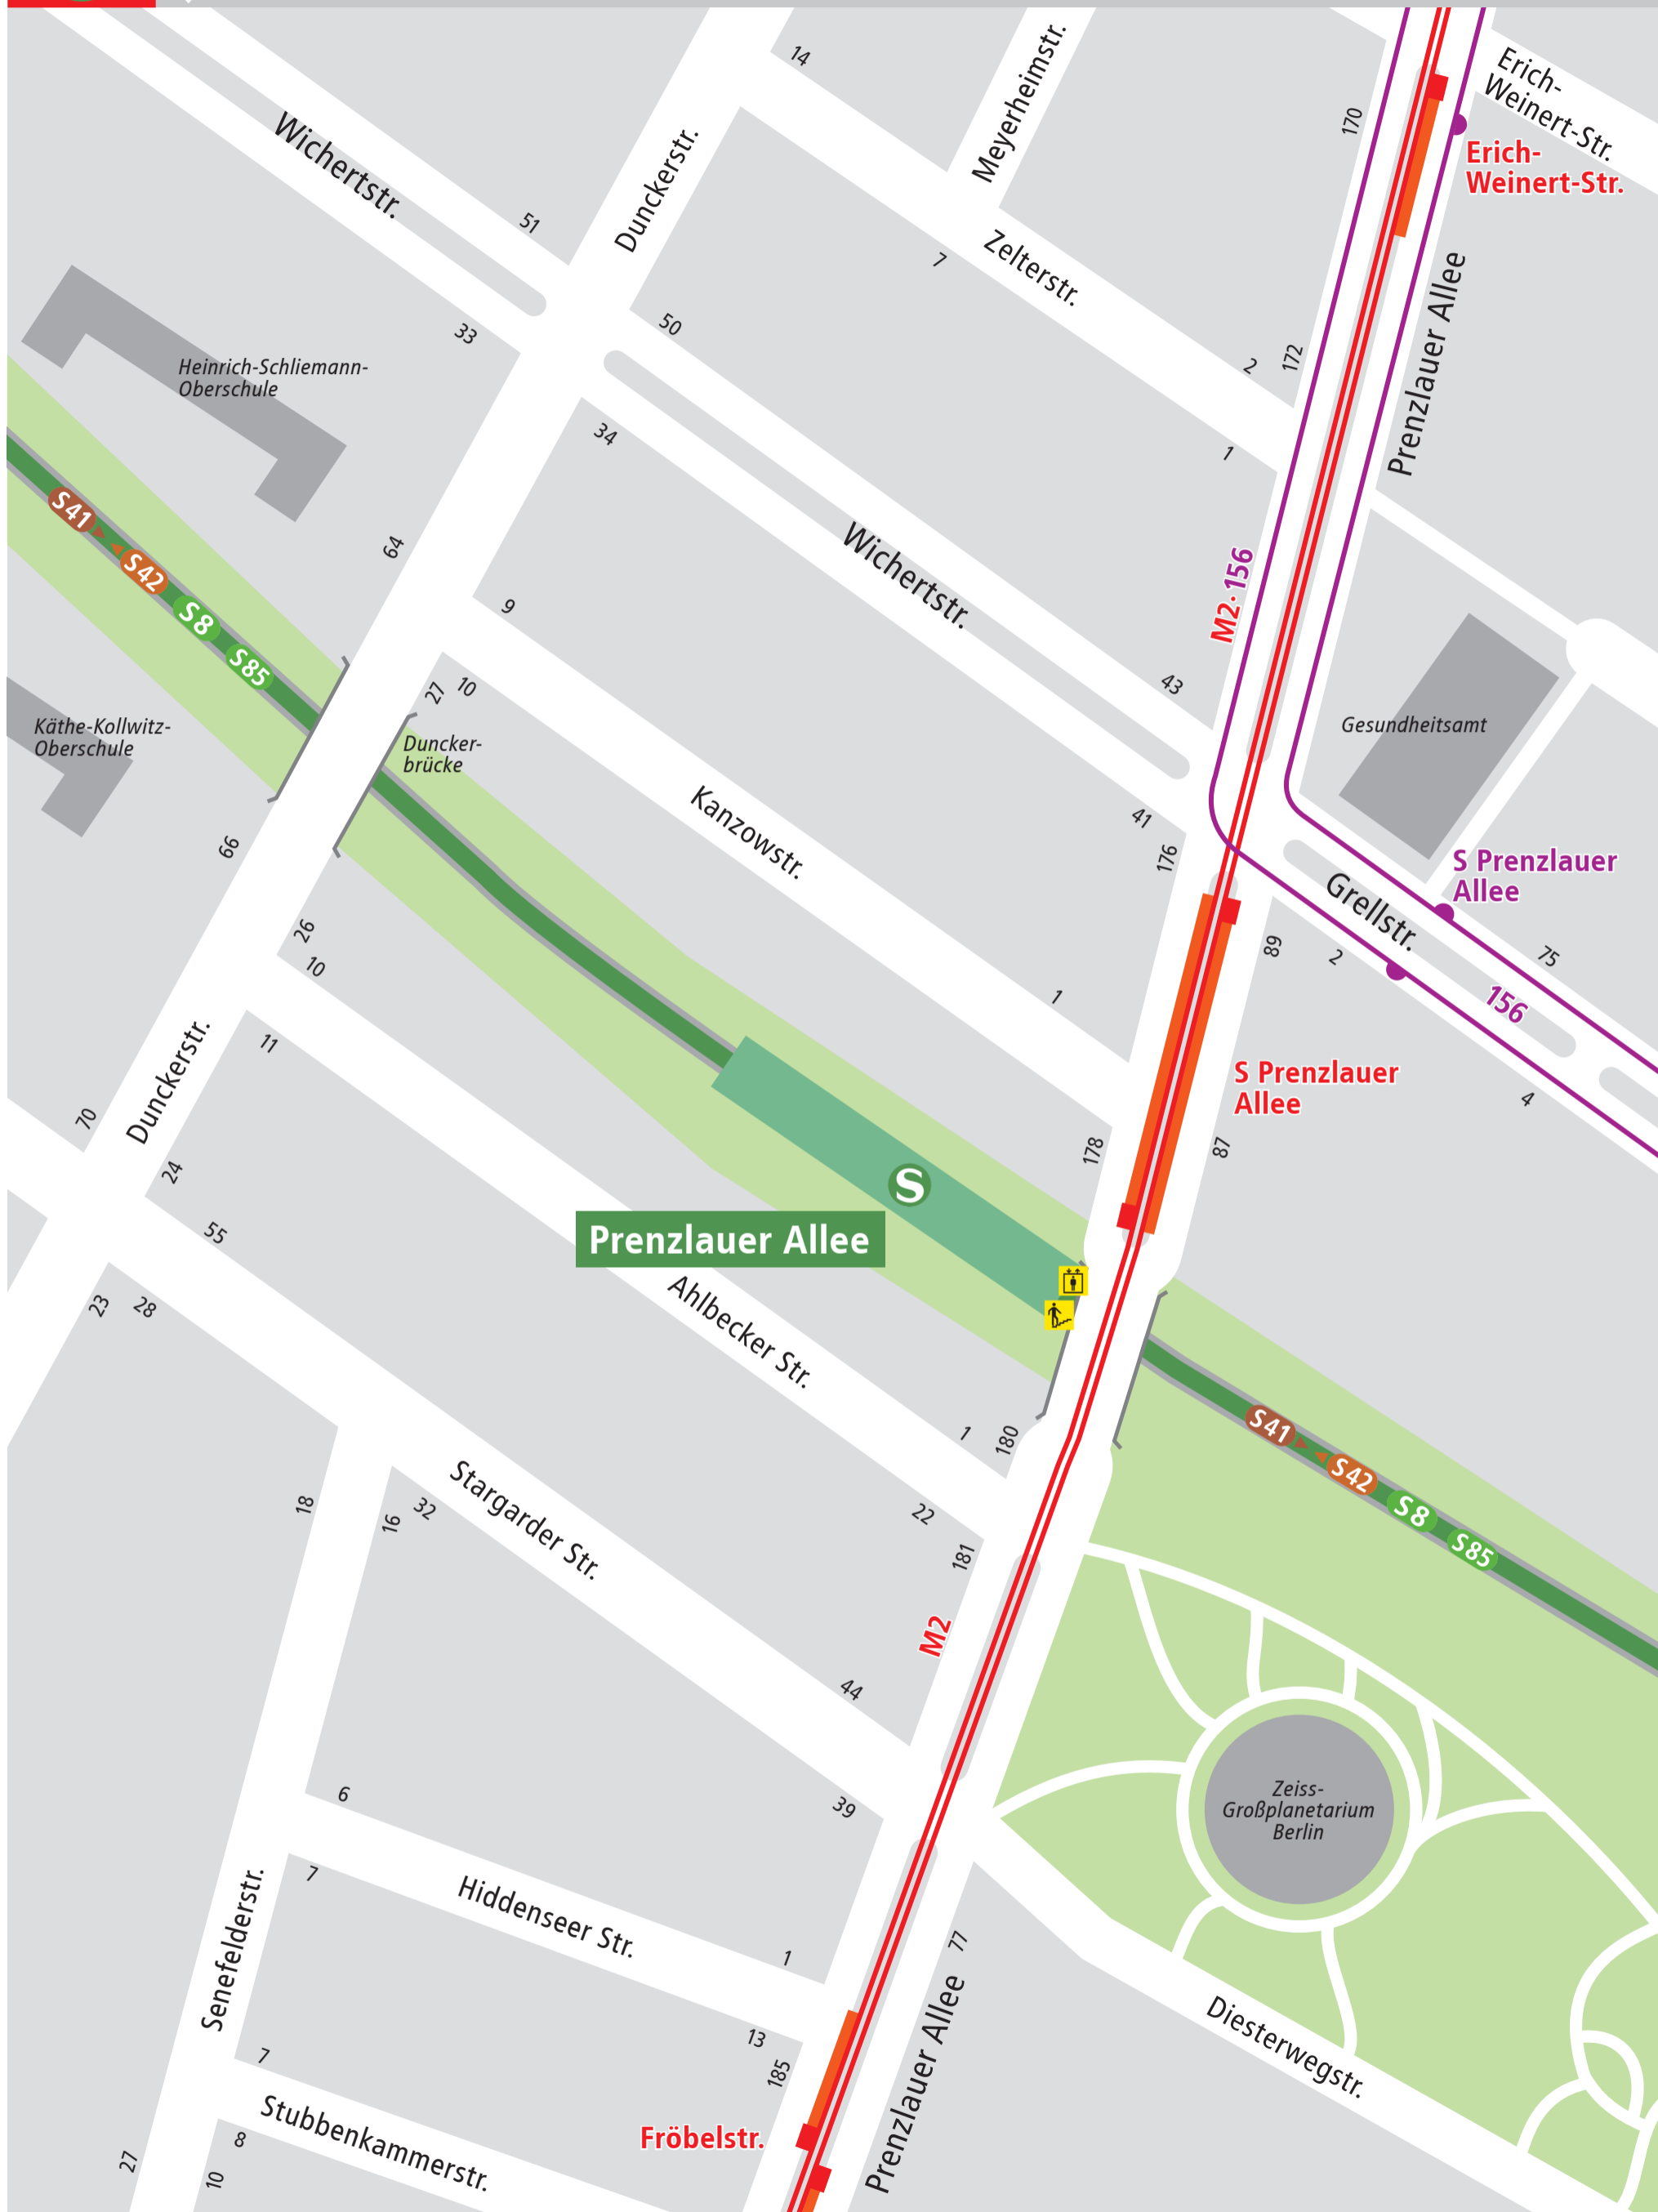 14
Meyerheimstr.
Erich-
Weinert-Str.
170
Erich-
Weinert-Str.
Wichertstr.
51
Dunckerstr.
7
Zelterstr.
Prenzlauer Allee
33
50
2
172
Heinrich-Schliemann-
Oberschule
34
1
S41
S42
S8
S85
64
Wichertstr.
M2·156
9
43
27
10
Käthe-Kollwitz-
Oberschule
Duncker-
brücke
Gesundheitsamt
66
Kanzowstr.
41
176
S Prenzlauer
Allee
Grellstr.
26
10
89
2
75
1
156
11
Dunckerstr.
S Prenzlauer
Allee
4
70
178
87
24
S
55
Prenzlauer Allee
23
28
Ahlbecker Str.
1
180
S41
S42
S8
S85
18
16
32
Stargarder Str.
22
181
M2
44
39
6
Zeiss-
Großplanetarium
Berlin
7
Hiddenseer Str.
1
77
Senefelderstr.
13
185
Prenzlauer Allee
Diesterwegstr.
7
Stubbenkammerstr.
Fröbelstr.
8
27
10